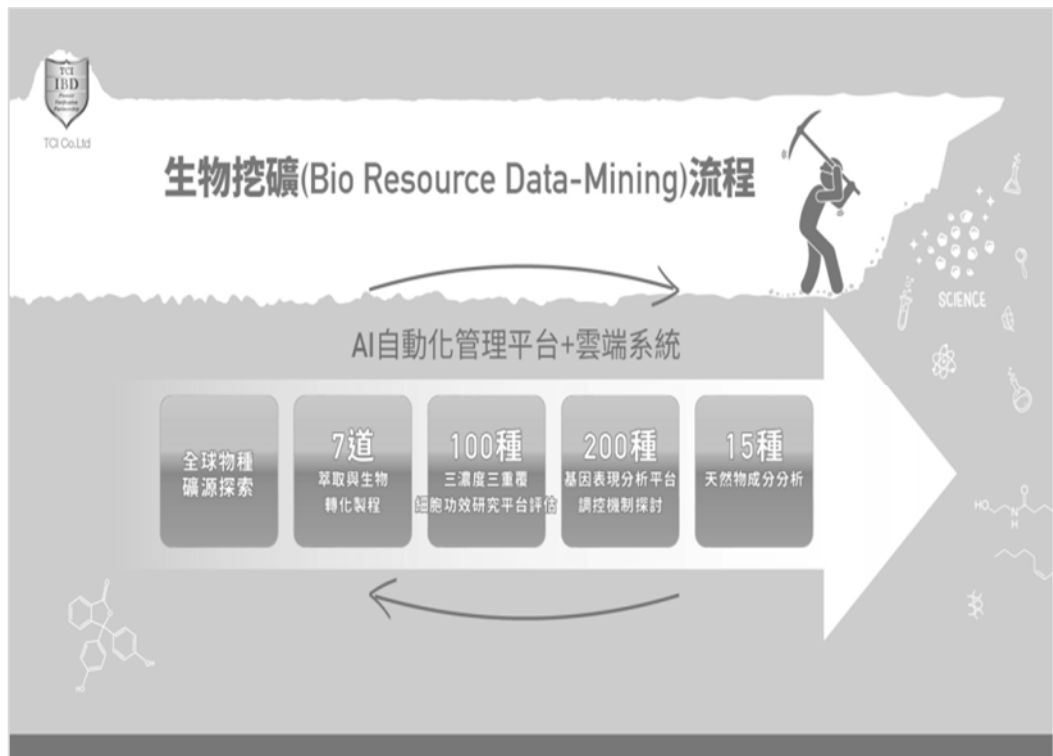 TCI
IBD
TCI Co.Ltd
生物挖礦(Bio Resource Data-Mining)流程
SCIENCE
AI自動化管理平台+雲端系統
全球物種
礦源探索
7道
萃取與生物
轉化製程
100種
三濃度三重覆
細胞功效研究平台評估
200種
基因表現分析平台
調控機制探討
15種
天然物成分分析
HO
O
N
H
O
O
HO
OH